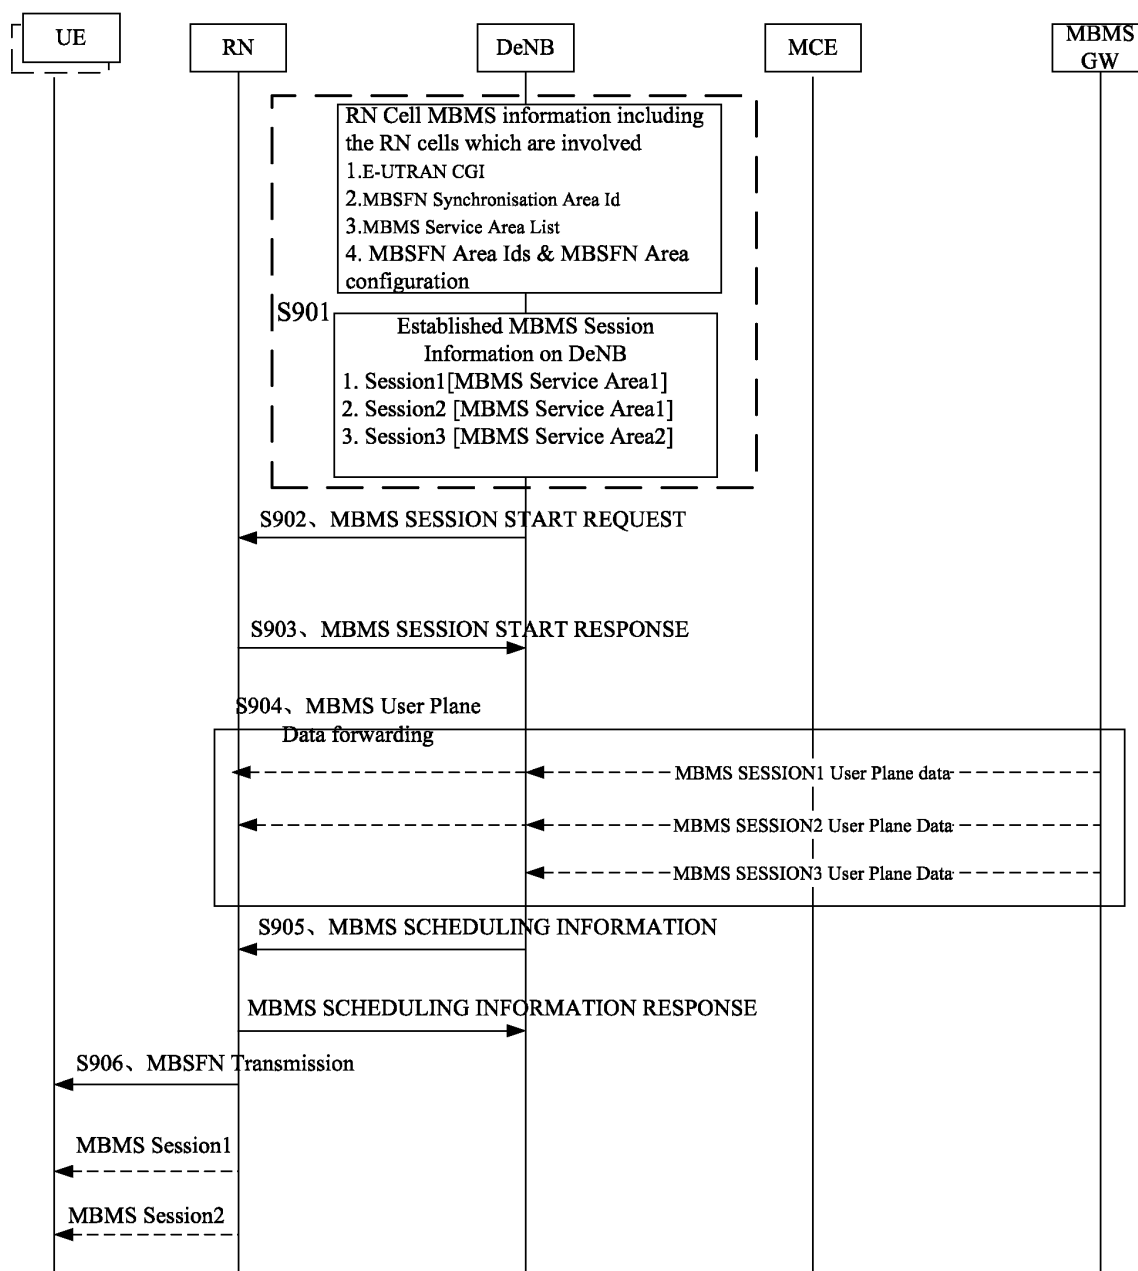 UE
RN
DeNB
MCE
MBMS
GW
RN Cell MBMS information including
the RN cells which are involved
1.E-UTRAN CGI
2.MBSFN Synchronisation Area Id
3.MBMS Service Area List
4. MBSFN Area Ids & MBSFN Area
configuration
S901
Established MBMS Session
Information on DeNB
1. Session1[MBMS Service Area1]
2. Session2 [MBMS Service Area1]
3. Session3 [MBMS Service Area2]
S902、MBMS SESSION START REQUEST
S903、MBMS SESSION START RESPONSE
S904、MBMS User Plane
Data forwarding
MBMS SESSION1 User Plane data
MBMS SESSION2 User Plane Data
MBMS SESSION3 User Plane Data
S905、MBMS SCHEDULING INFORMATION
MBMS SCHEDULING INFORMATION RESPONSE
S906、MBSFN Transmission
MBMS Session1
MBMS Session2